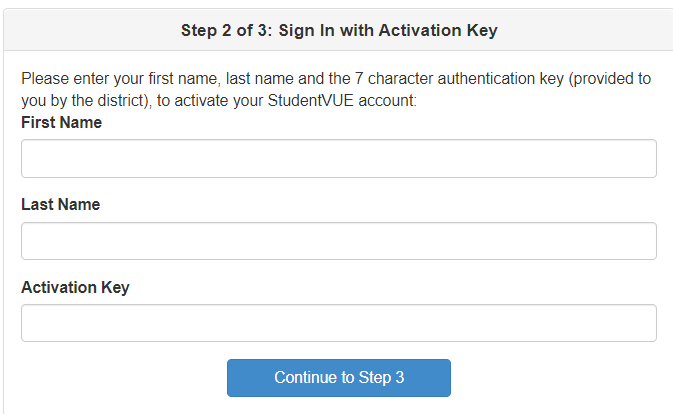 Step 2 of 3: Sign In with Activation Key
Please enter your first name, last name and the 7 character authentication key (provided to
you by the district), to activate your StudentVUE account:
First Name
Last Name
Activation Key
Continue to Step 3